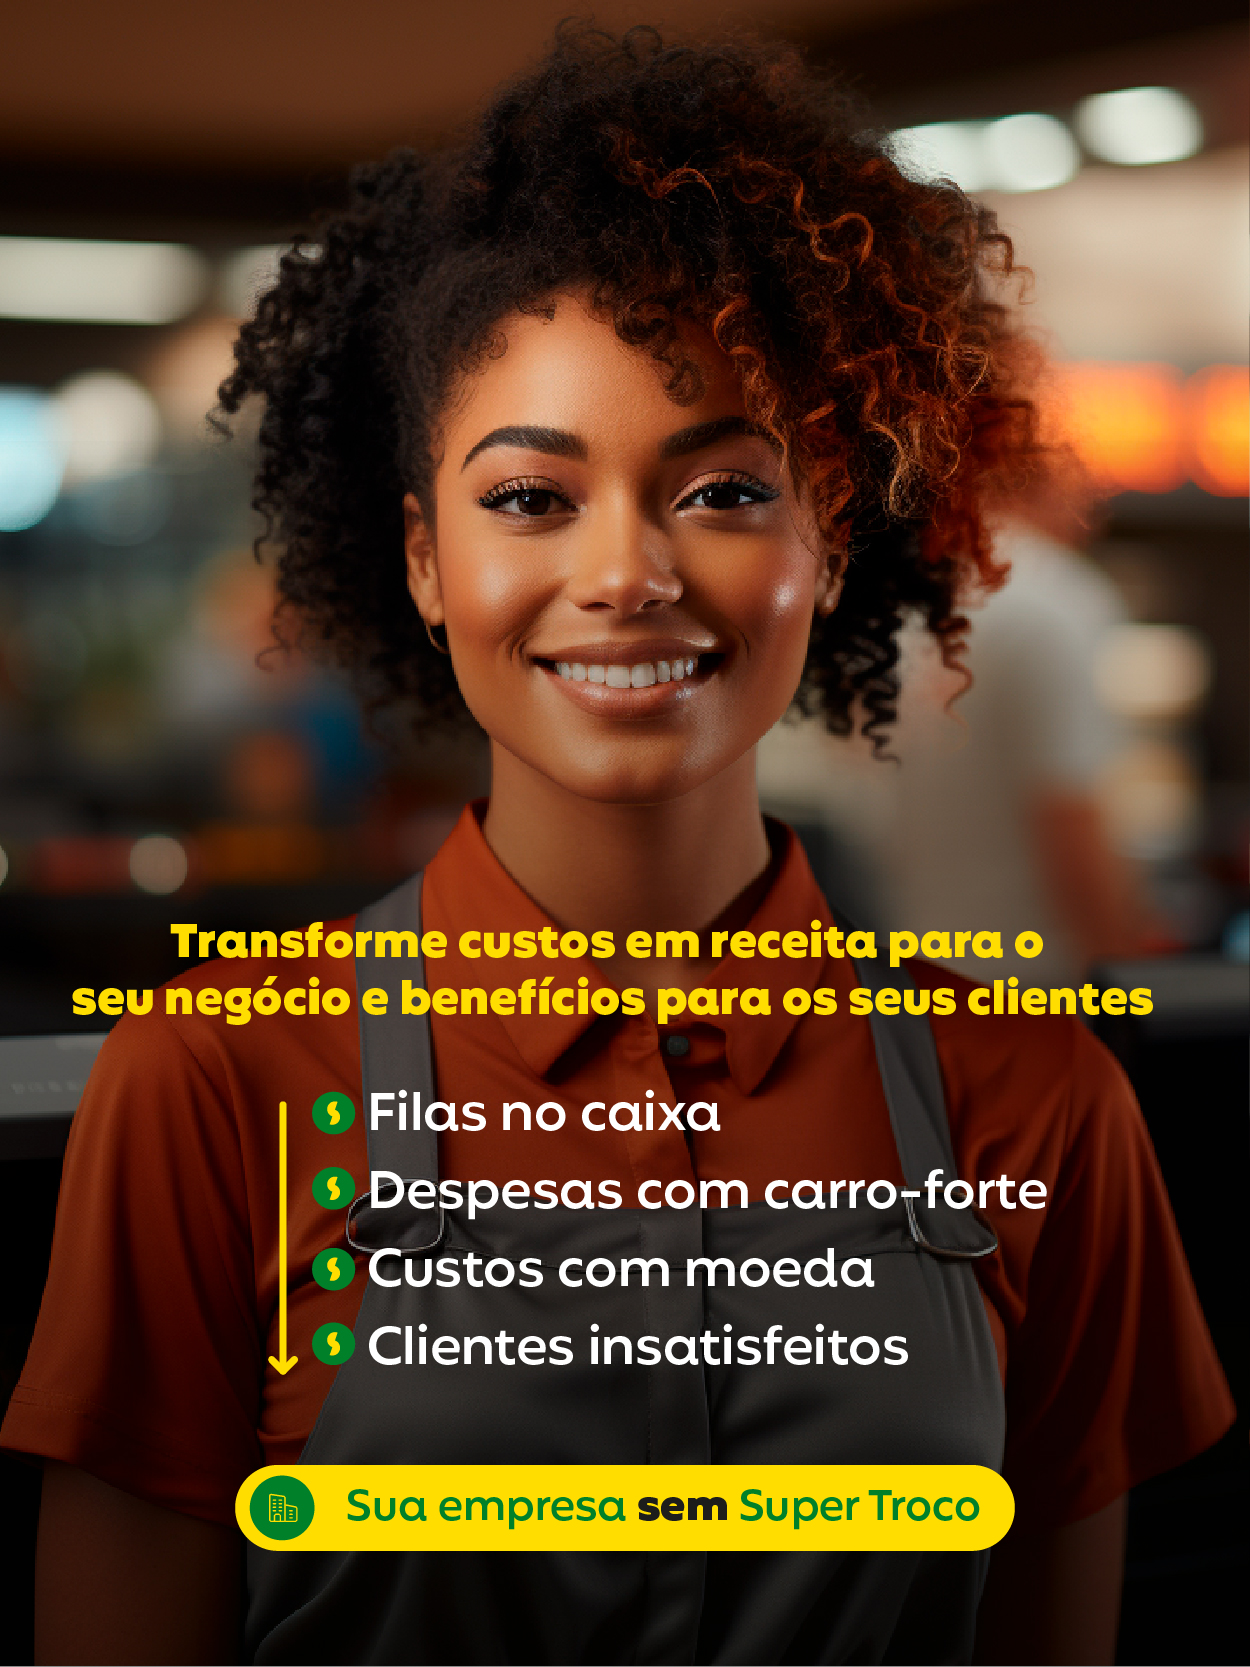 Transforme custos em receita para o
seu negócio e benefícios para os seus clientes
Filas no caixa
Despesas com carro-forte
Custos com moeda
Clientes insatisfeitos
Sua empresa sem Super Troco